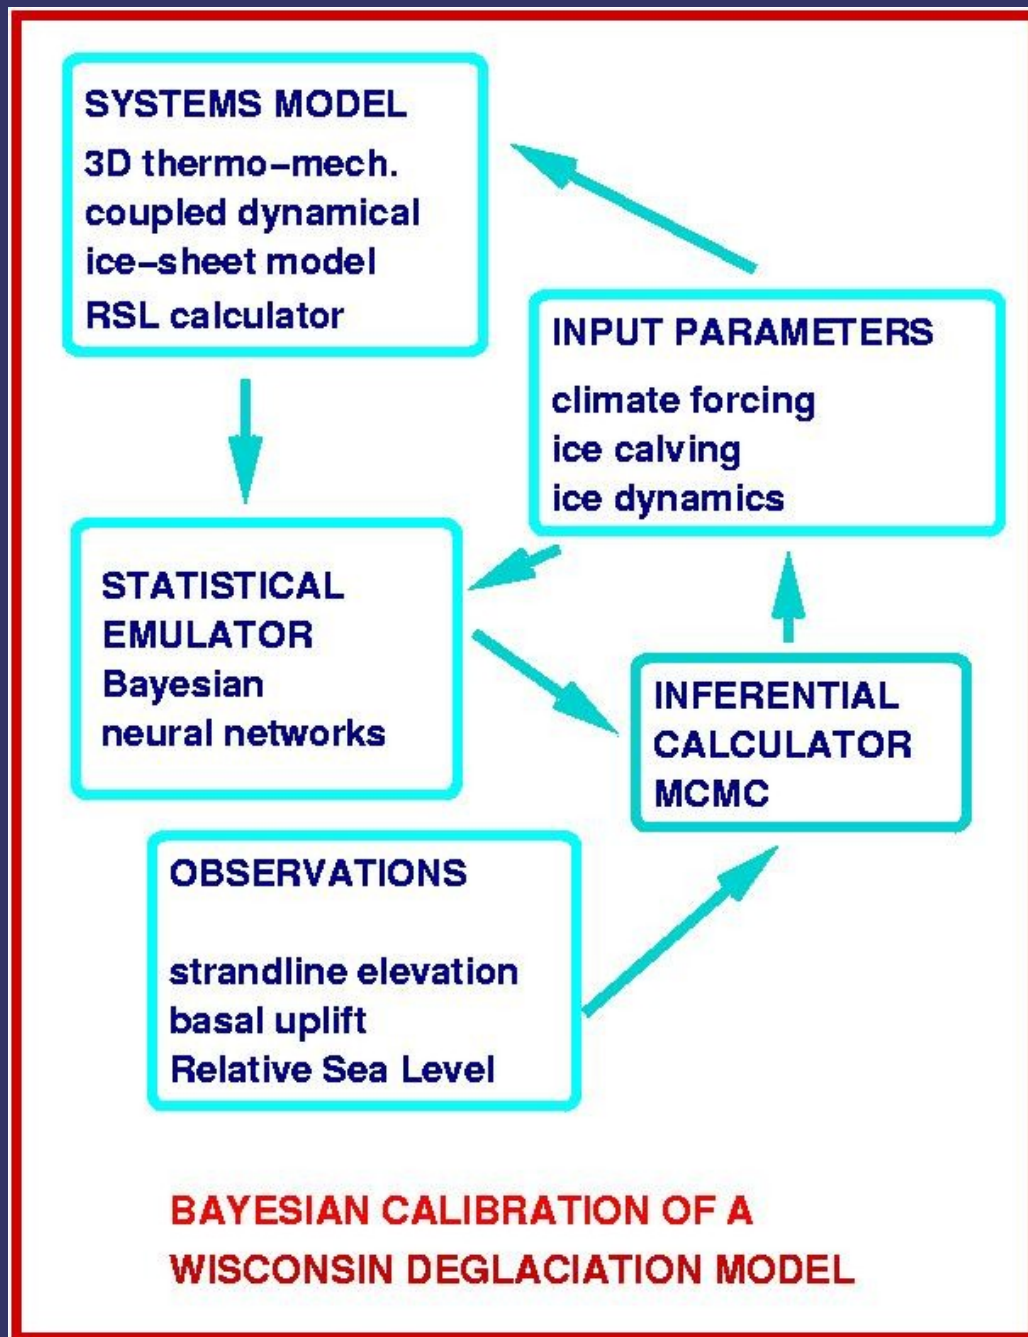 SYSTEMS MODEL
3D thermo-mech.
coupled dynamical
ice-sheet model
RSL calculator
INPUT PARAMETERS
climate forcing
ice calving
ice dynamics
STATISTICAL
EMULATOR
Bayesian
neural networks
INFERENTIAL
CALCULATOR
MCMC
OBSERVATIONS
strandline elevation
basal uplift
Relative Sea Level
BAYESIAN CALIBRATION OF A
WISCONSIN DEGLACIATION MODEL